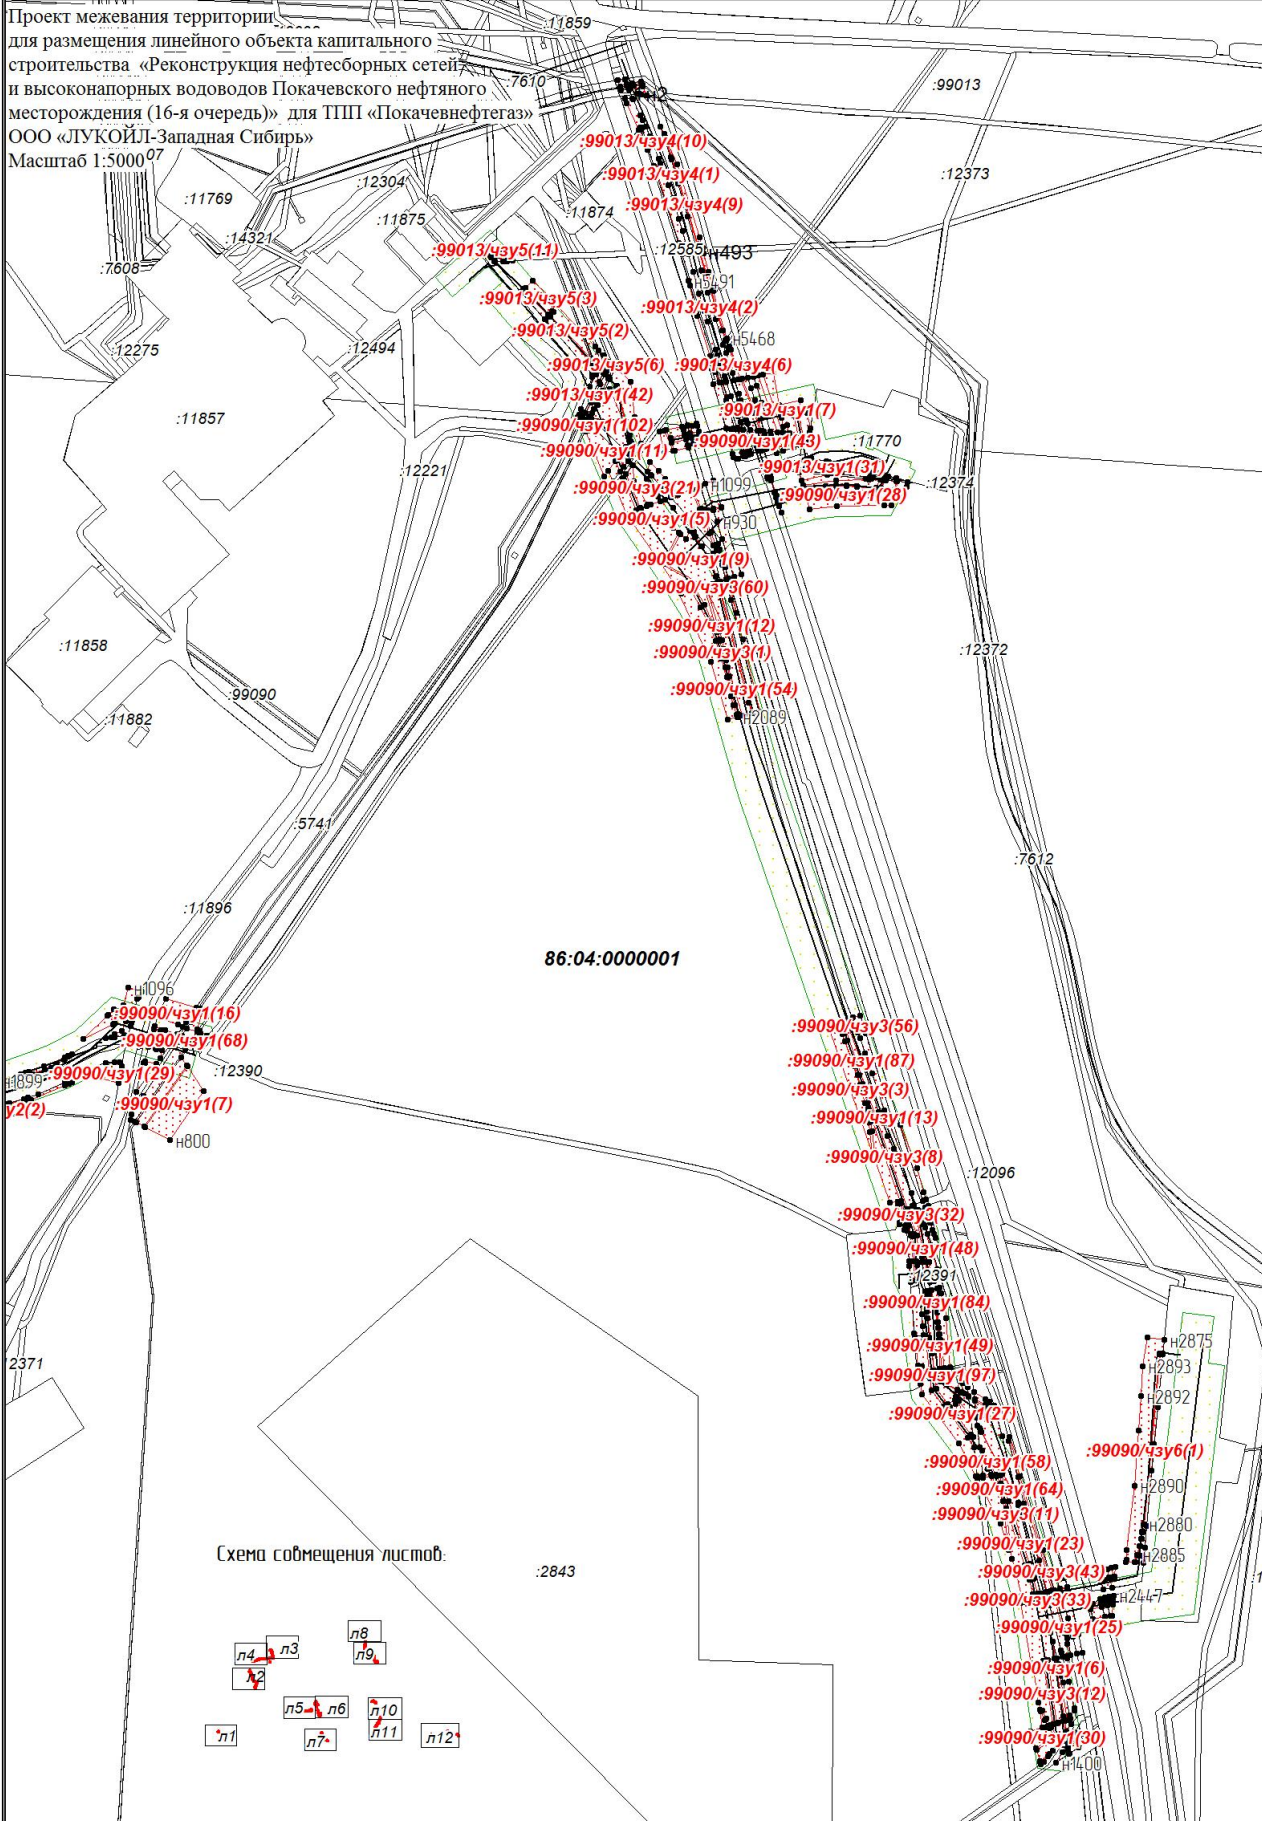 Проект межевания территории
для размещения линейного объекта капитального
строительства «Реконструкция нефтесборных сетей
и высоконапорных водоводов Покачевского нефтяного
месторождения (16-я очередь)» для ТПП «Покачевнефтегаз»
ООО «ЛУКОЙЛ-Западная Сибирь»
Масштаб 1:5000
:11859
:7610
:99013
:99013/чзу4(10)
:12373
:99013/чзу4(1)
:12304
:11769
:99013/чзу4(9)
:11874
:11875
:14321
:99013/чзу5(11)
:12585
н493
:7608
н5491
:99013/чзу5(3)
:99013/чзу4(2)
:99013/чзу5(2)
н5468
:12275
:12494
:99013/чзу5(6)
:99013/чзу4(6)
:99013/чзу1(42)
:99013/чзу1(7)
:11857
:99090/чзу1(102)
:99090/чзу1(43)
:11770
:99090/чзу1(11)
:99013/чзу1(31)
:12221
:99090/чзу3(21)
н1099
:12374
:99090/чзу1(28)
:99090/чзу1(5)
н930
:99090/чзу1(9)
:99090/чзу3(60)
:99090/чзу1(12)
:11858
:99090/чзу3(1)
:12372
:99090
:99090/чзу1(54)
:11882
н2089
:5741
:7612
:11896
86:04:0000001
н1096
:99090/чзу1(16)
:99090/чзу3(56)
:99090/чзу1(68)
:99090/чзу1(87)
:99090/чзу1(29)
:12390
н1899
:99090/чзу3(3)
:99090/чзу1(7)
у2(2)
:99090/чзу1(13)
н800
:99090/чзу3(8)
:12096
:99090/чзу3(32)
:99090/чзу1(48)
:12391
:99090/чзу1(84)
:99090/чзу1(49)
н2875
12371
н2893
:99090/чзу1(97)
н2892
:99090/чзу1(27)
:99090/чзу6(1)
:99090/чзу1(58)
:99090/чзу1(64)
н2890
:99090/чзу3(11)
н2880
:99090/чзу1(23)
Схема совмещения листов:
н2885
:2843
:99090/чзу3(43)
:99090/чзу3(33)
н2447
:99090/чзу1(25)
л8
л3
л4
л9
л2
:99090/чзу1(6)
:99090/чзу3(12)
л5
л6
л10
л11
л1
л7
л12
:99090/чзу1(30)
н1400